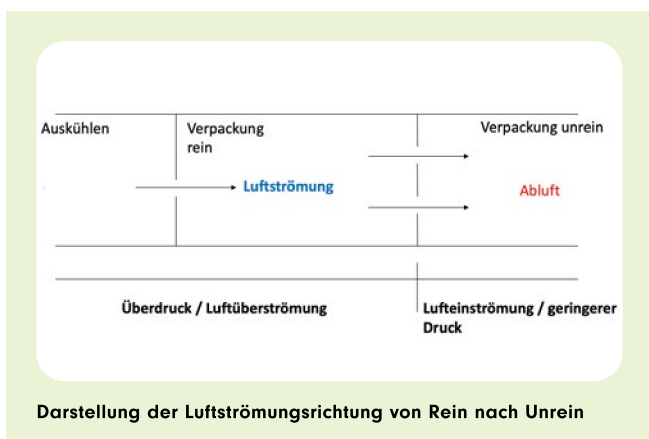 Auskühlen
Verpackung
rein
Verpackung unrein
Luftströmung
Abluft
Überdruck / Luftüberströmung
Lufteinströmung / geringerer
Druck
Darstellung der Luftströmungsrichtung von Rein nach Unrein